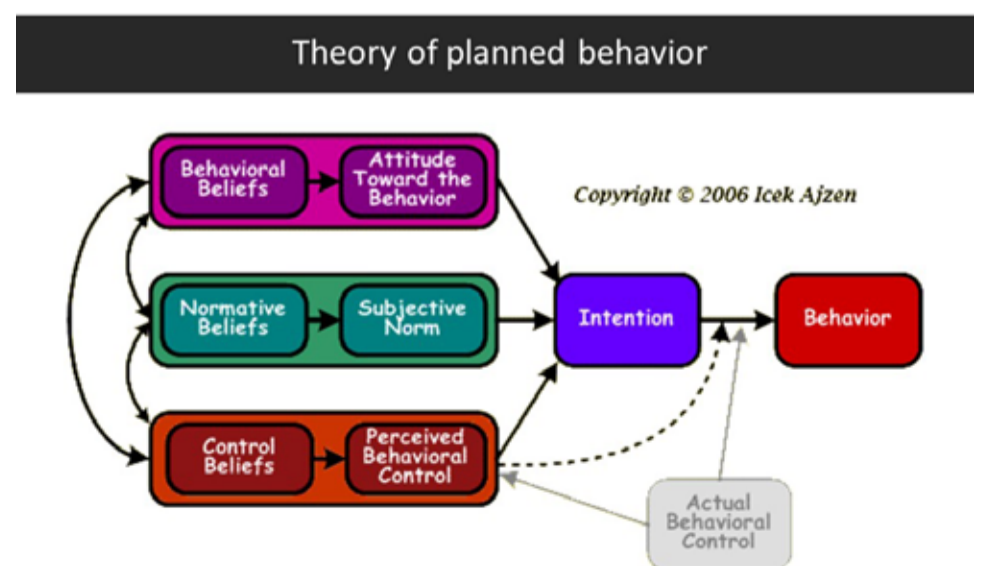 Theory of planned behavior
Behavioral
Beliefs
Attitude
Toward the
Behavior
Copyright © 2006 Icek Ajzen
Normative
Beliefs
Subjective
Norm
Intention
Behavior
Control
Beliefs
Perceived
Behavioral
Control
Actual
Behavioral
Control